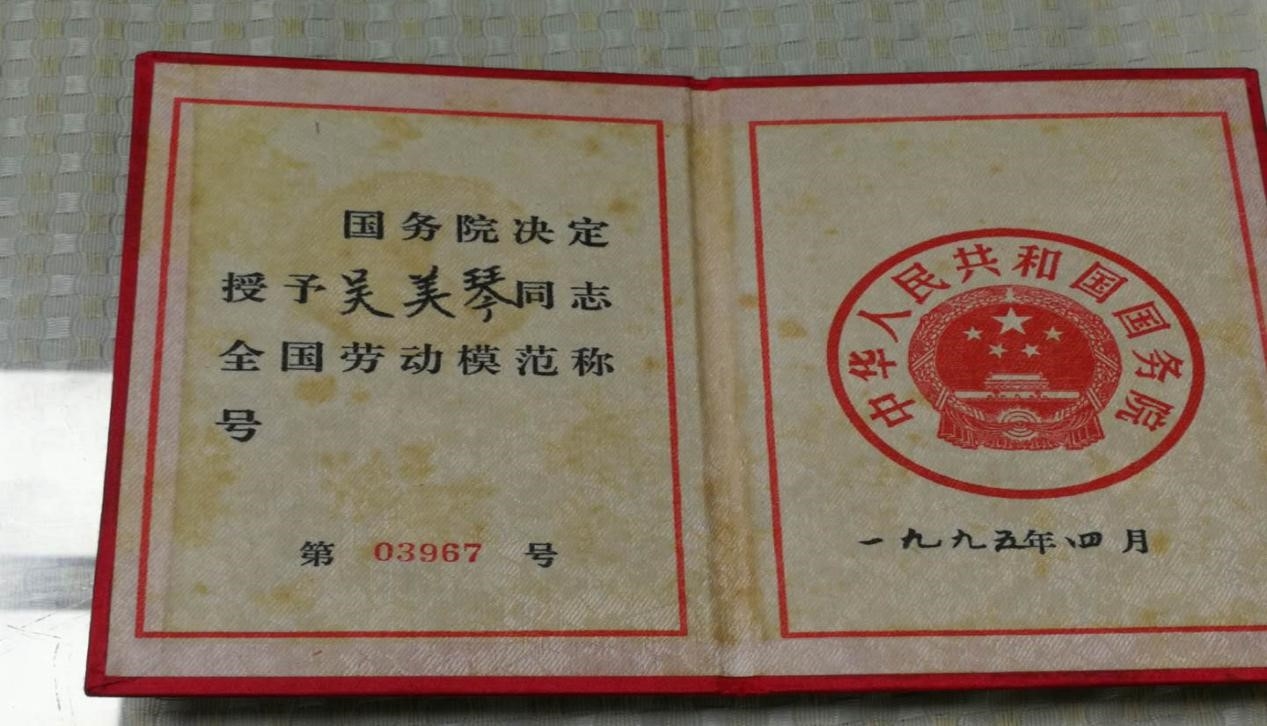 国务院决定
授予吴美琴同志
全国劳动模范称
号
第 03967 号
中华人民共和国国务院
一九九五年四月